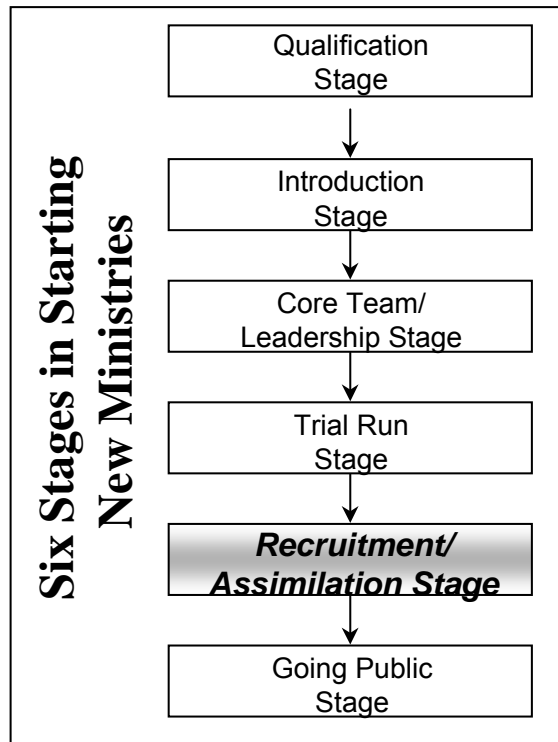 Six Stages in Starting
New Ministries
Qualification
Stage
Introduction
Stage
Core Team/
Leadership Stage
Trial Run
Stage
Recruitment/
Assimilation Stage
Going Public
Stage